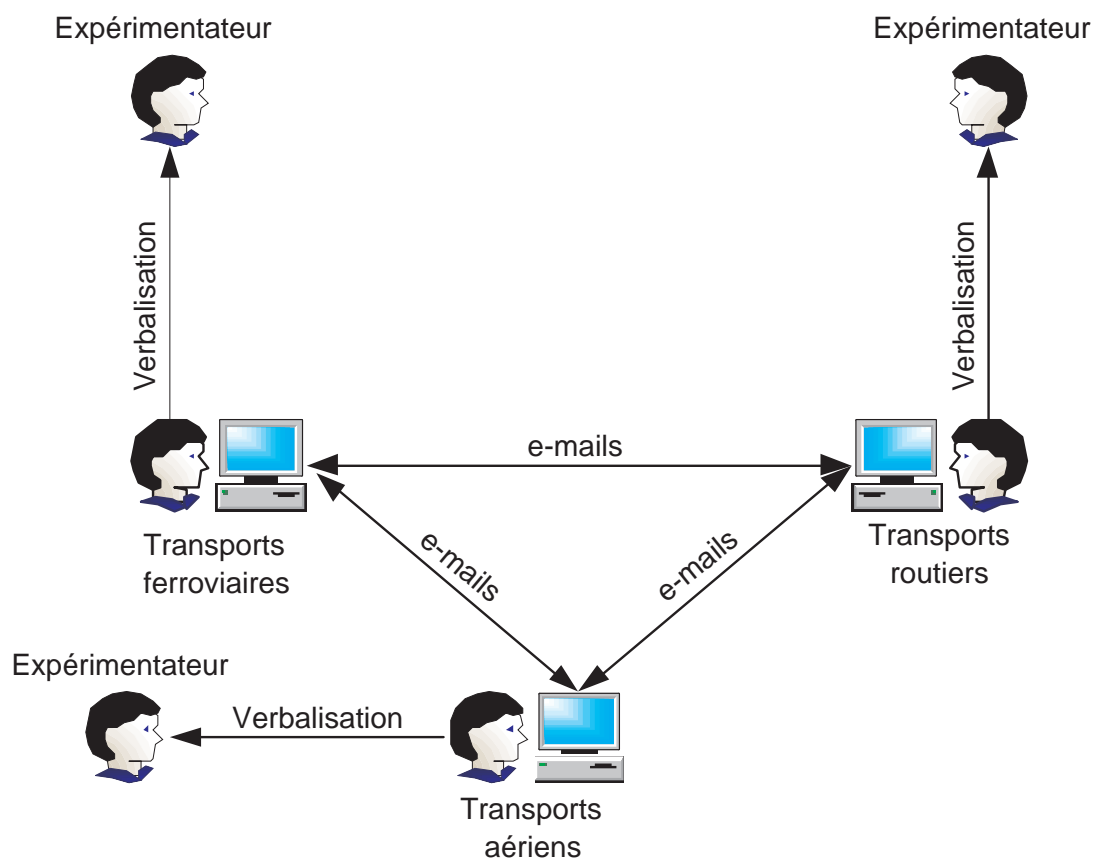 Expérimentateur
Expérimentateur
Verbalisation
Verbalisation
e-mails
Transports
ferroviaires
Transports
routiers
e-mails
e-mails
Expérimentateur
Verbalisation
Transports
aériens